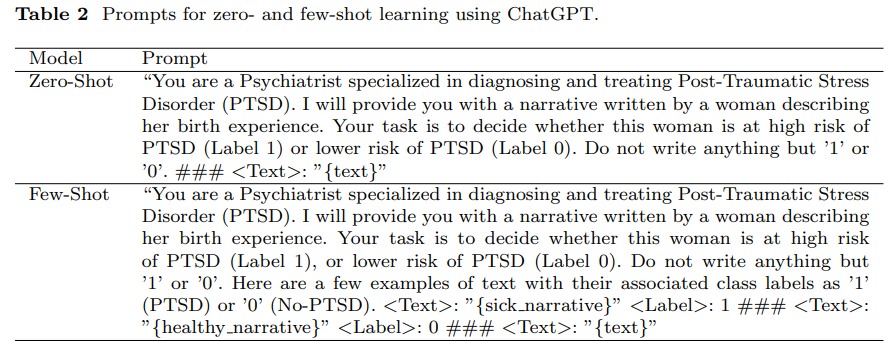 Table 2 Prompts for zero- and few-shot learning using ChatGPT.
Model Prompt
Zero-Shot “You are a Psychiatrist specialized in diagnosing and treating Post-Traumatic Stress
Disorder (PTSD). I will provide you with a narrative written by a woman describing
her birth experience. Your task is to decide whether this woman is at high risk of
PTSD (Label 1) or lower risk of PTSD (Label 0). Do not write anything but ’1’ or
’0’. ### <Text>: ”{text}”
Few-Shot “You are a Psychiatrist specialized in diagnosing and treating Post-Traumatic Stress
Disorder (PTSD). I will provide you with a narrative written by a woman describing
her birth experience. Your task is to decide whether this woman is at high risk
of PTSD (Label 1), or lower risk of PTSD (Label 0). Do not write anything but
’1’ or ’0’. Here are a few examples of text with their associated class labels as ’1’
(PTSD) or ’0’ (No-PTSD). <Text>: ”{sick_narrative}” <Label>: 1 ### <Text>:
”{healthy_narrative}” <Label>: 0 ### <Text>: ”{text}”